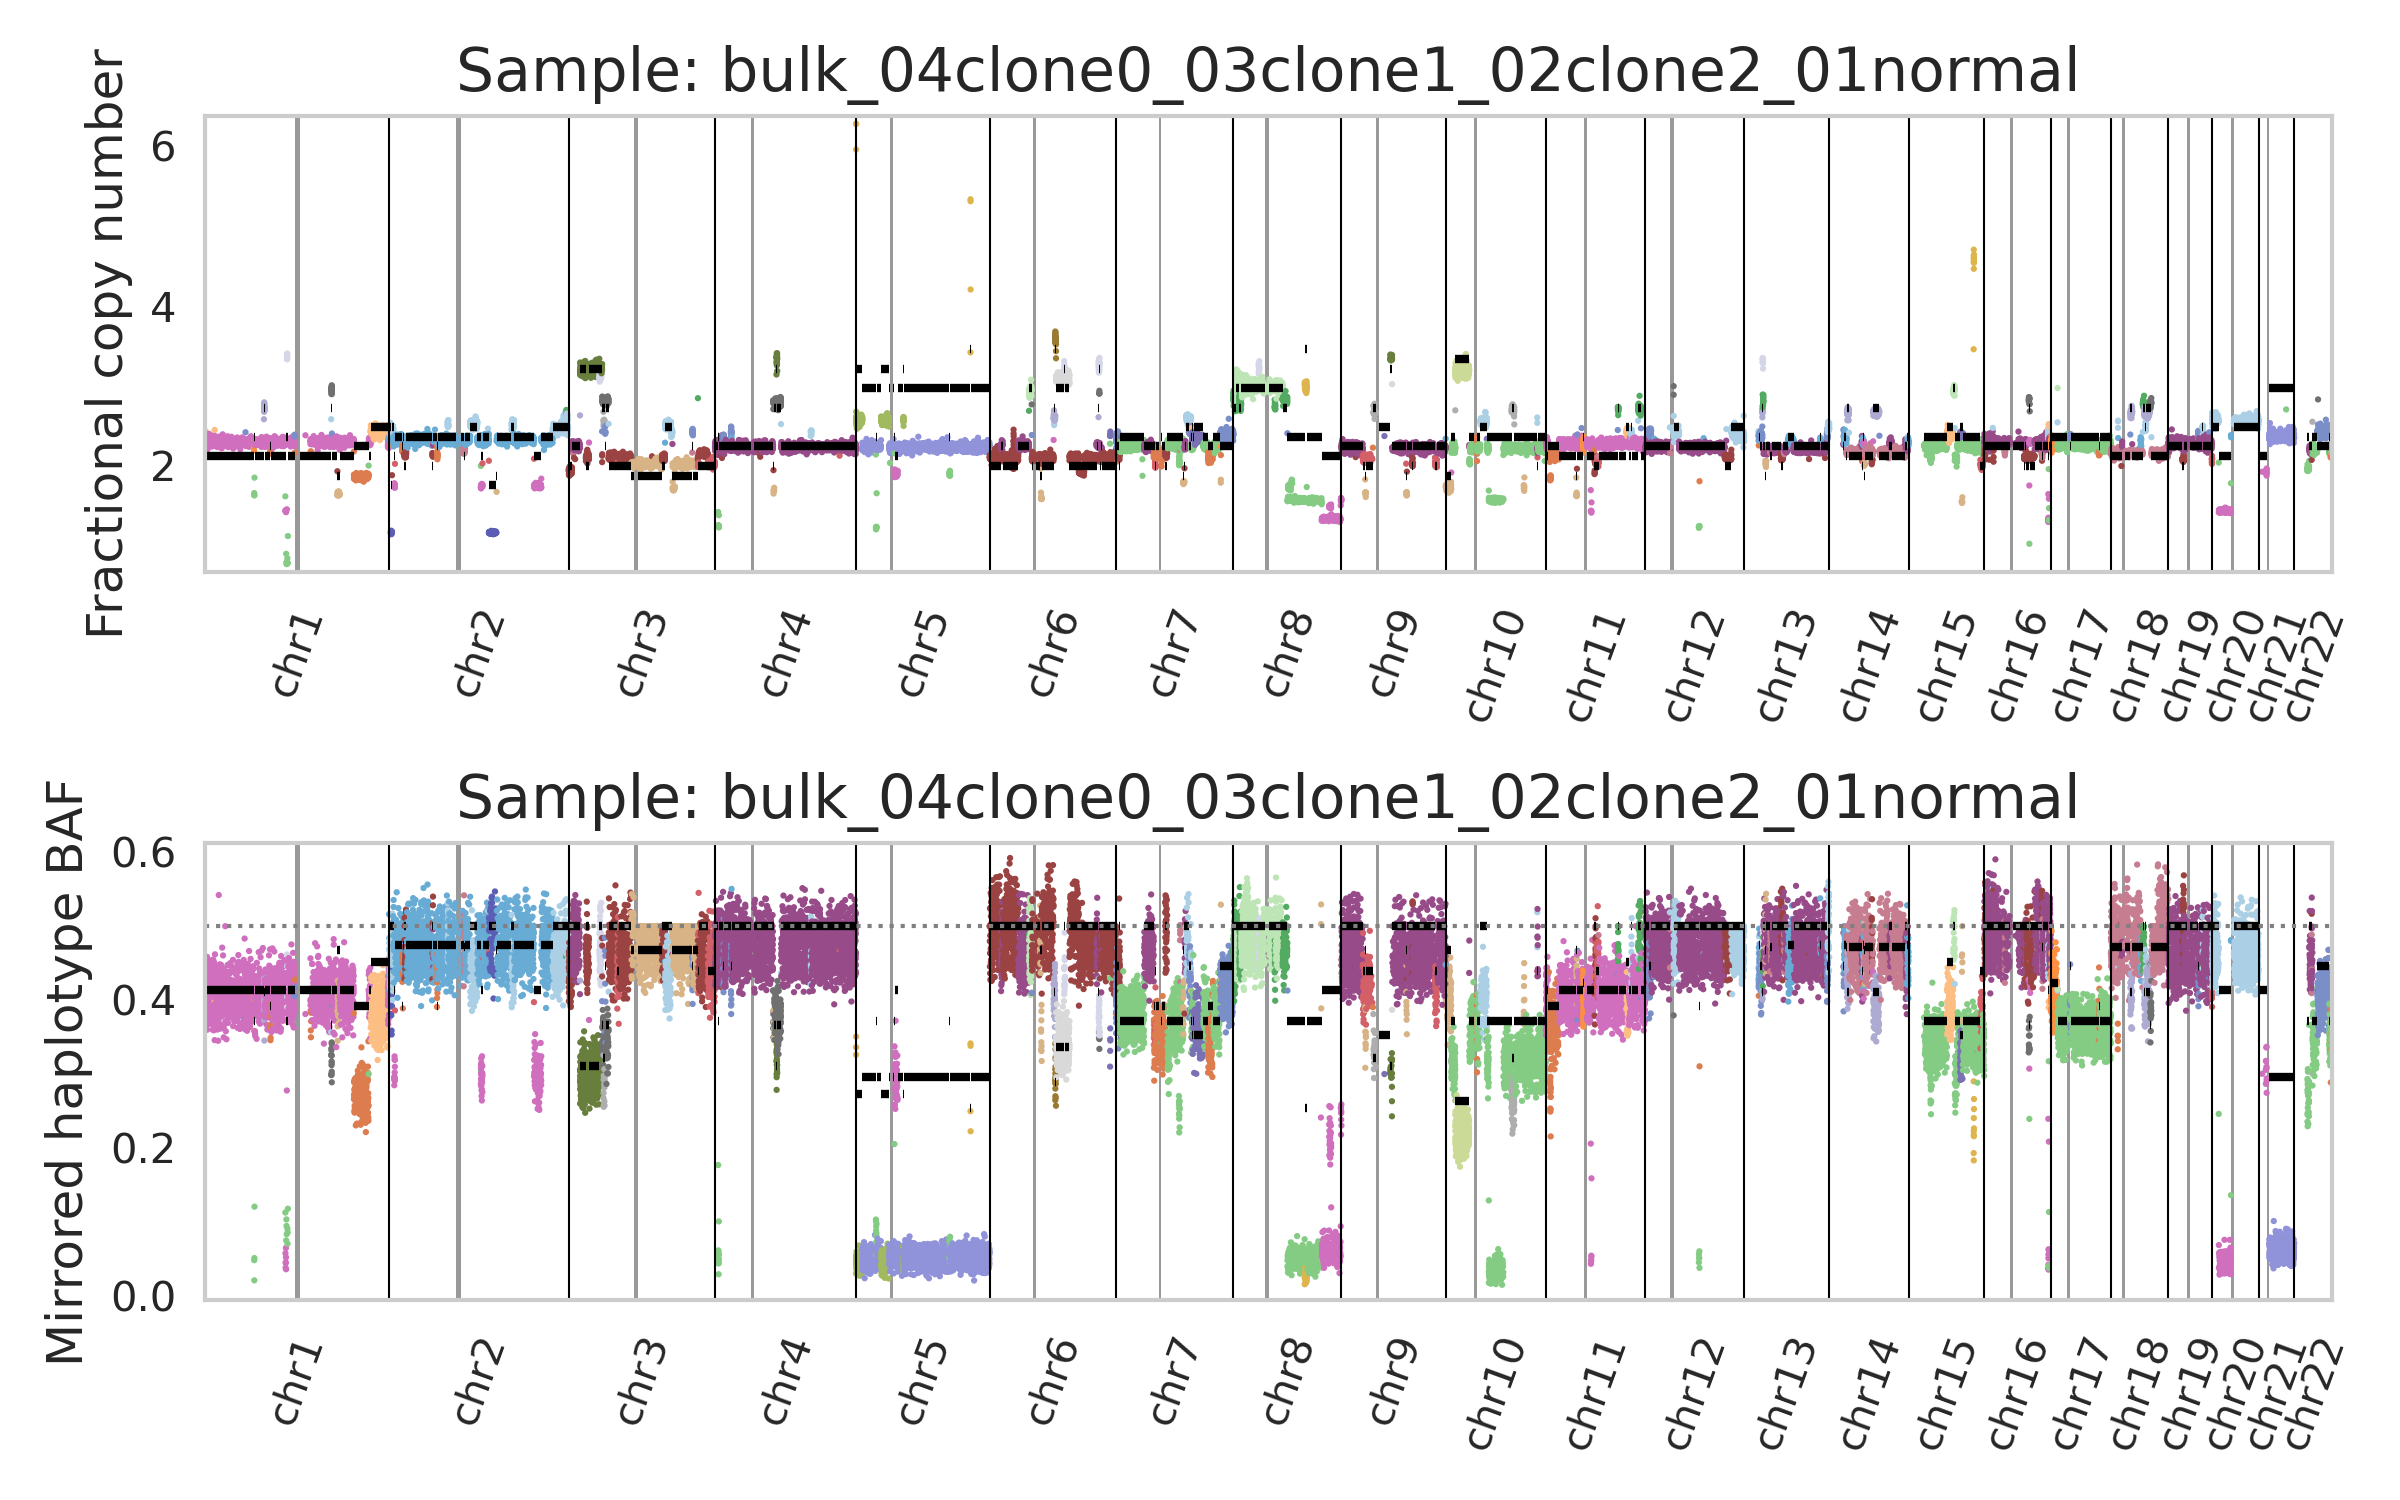 Sample: bulk_04clone0_03clone1_02clone2_01normal
Fractional copy number
6
4
2
chr1 chr2 chr3 chr4 chr5 chr6 chr7 chr8 chr9 chr10 chr11 chr12 chr13 chr14 chr15 chr16 chr17 chr18 chr19 chr20 chr21 chr22
Sample: bulk_04clone0_03clone1_02clone2_01normal
Mirrored haplotype BAF
0.6
0.4
0.2
0.0
chr1 chr2 chr3 chr4 chr5 chr6 chr7 chr8 chr9 chr10 chr11 chr12 chr13 chr14 chr15 chr16 chr17 chr18 chr19 chr20 chr21 chr22